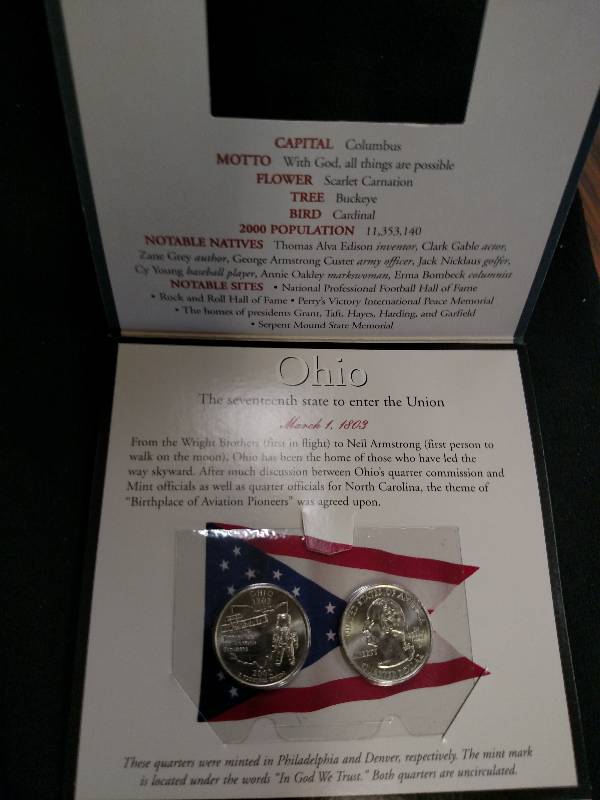 CAPITAL Columbus
MOTTO With God, all things are possible
FLOWER Scarlet Carnation
TREE Buckeye
BIRD Cardinal
2000 POPULATION 11,353,140
NOTABLE NATIVES Thomas Alva Edison inventor, Clark Gable actor,
Zane Grey author, George Armstrong Custer army officer, Jack Nicklaus golfer,
Cy Young baseball player, Annie Oakley markswoman, Erma Bombeck columnist
NOTABLE SITES • National Professional Football Hall of Fame
• Rock and Roll Hall of Fame • Perry's Victory International Peace Memorial
• The homes of presidents Grant, Taft, Hayes, Harding, and Garfield
• Serpent Mound State Memorial
Ohio
The seventeenth state to enter the Union
March 1, 1803
From the Wright Brothers (first in flight) to Neil Armstrong (first person to
walk on the moon), Ohio has been the home of those who have led the
way skyward. After much discussion between Ohio's quarter commission and
Mint officials as well as quarter officials for North Carolina, the theme of
"Birthplace of Aviation Pioneers" was agreed upon.
OHIO
1803
2002
These quarters were minted in Philadelphia and Denver, respectively. The mint mark
is located under the words "In God We Trust." Both quarters are uncirculated.